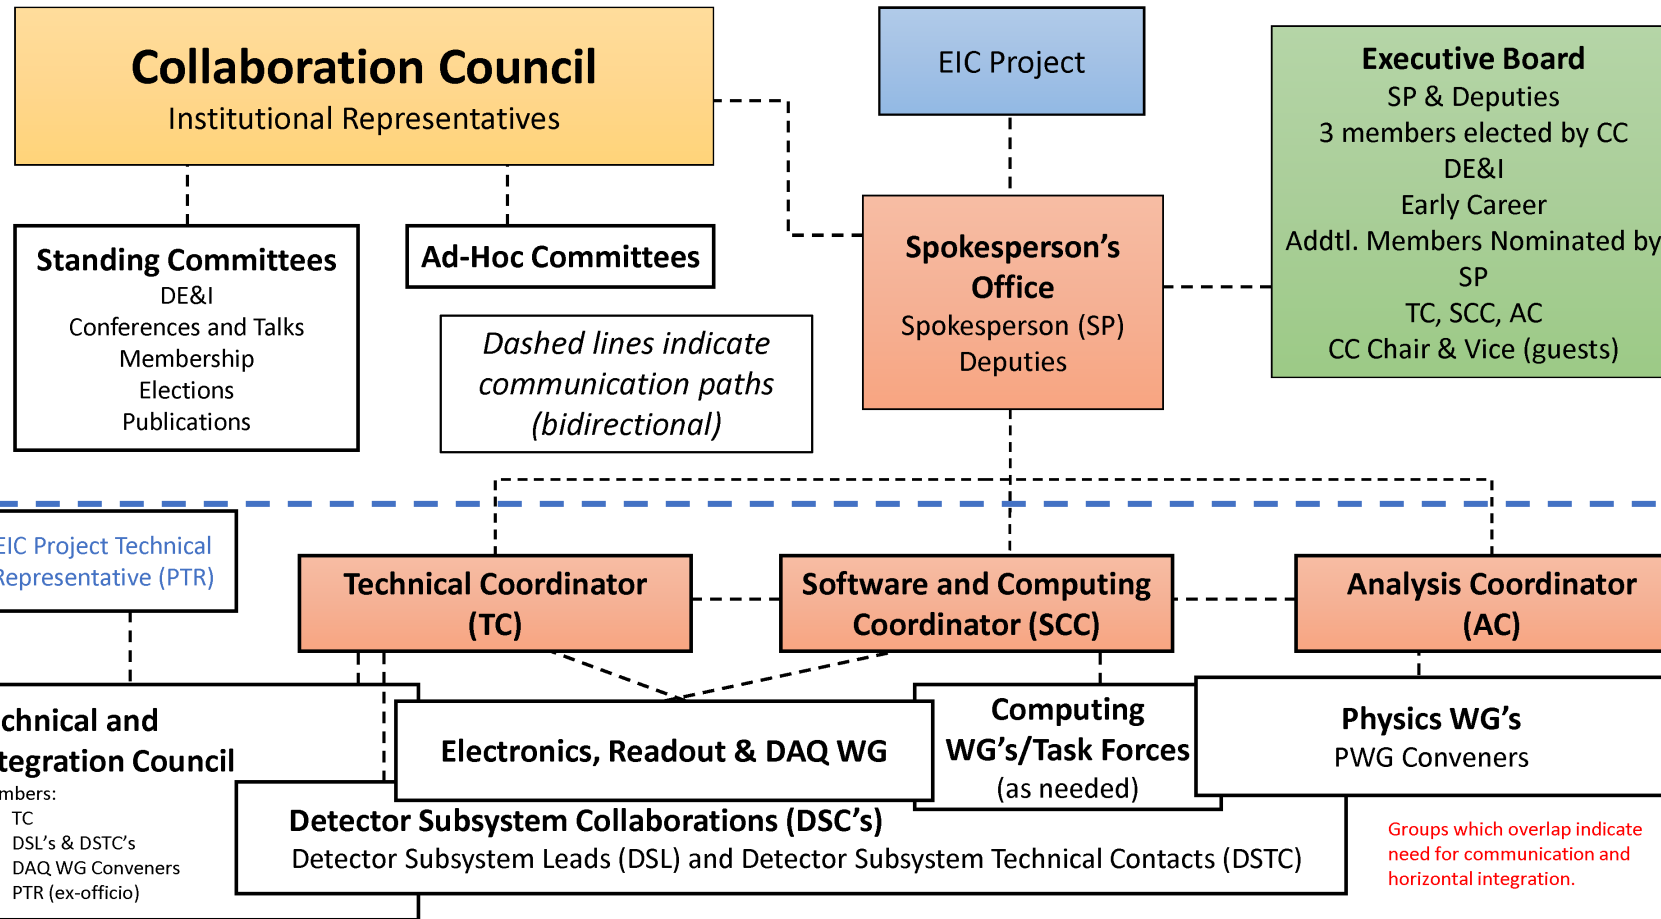 Collaboration Council
Institutional Representatives
EIC Project
Executive Board
SP & Deputies
3 members elected by CC
DE&I
Early Career
Addtl. Members Nominated by
SP
TC, SCC, AC
CC Chair & Vice (guests)
Standing Committees
DE&I
Conferences and Talks
Membership
Elections
Publications
Ad-Hoc Committees
Dashed lines indicate
communication paths
(bidirectional)
Spokesperson’s
Office
Spokesperson (SP)
Deputies
EIC Project Technical
Representative (PTR)
Technical Coordinator
(TC)
Software and Computing
Coordinator (SCC)
Analysis Coordinator
(AC)
chnical and
tegration Council
mbers:
TC
DSL’s & DSTC’s
DAQ WG Conveners
PTR (ex-officio)
Electronics, Readout & DAQ WG
Computing
WG’s/Task Forces
(as needed)
Physics WG’s
PWG Conveners
Detector Subsystem Collaborations (DSC’s)
Detector Subsystem Leads (DSL) and Detector Subsystem Technical Contacts (DSTC)
Groups which overlap indicate
need for communication and
horizontal integration.